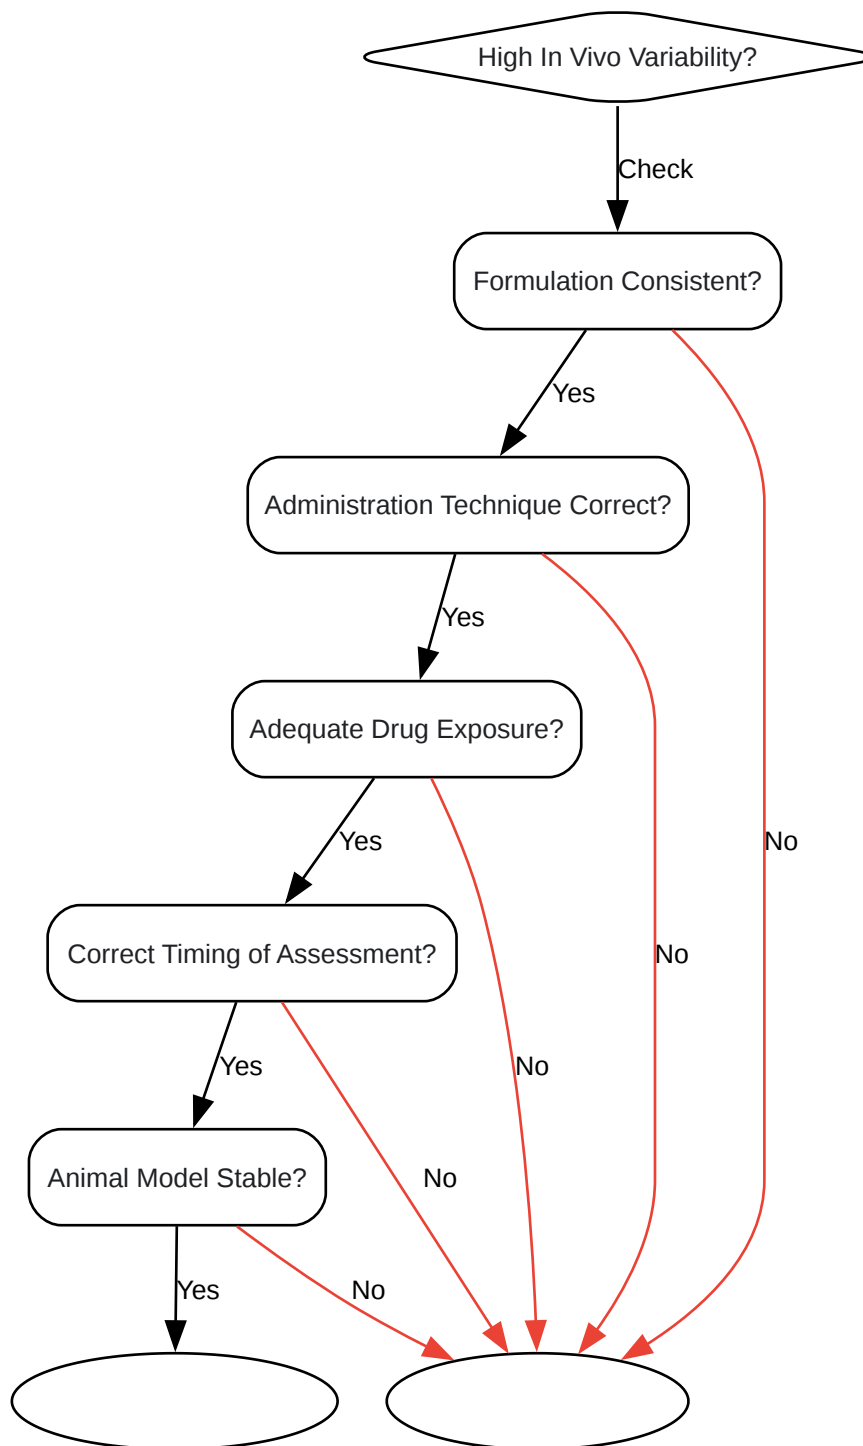 High In Vivo Variability?
Check
Formulation Consistent?
Yes
Administration Technique Correct?
Yes
Adequate Drug Exposure?
Yes
No
Correct Timing of Assessment?
No
Yes
No
Animal Model Stable?
No
Yes
No